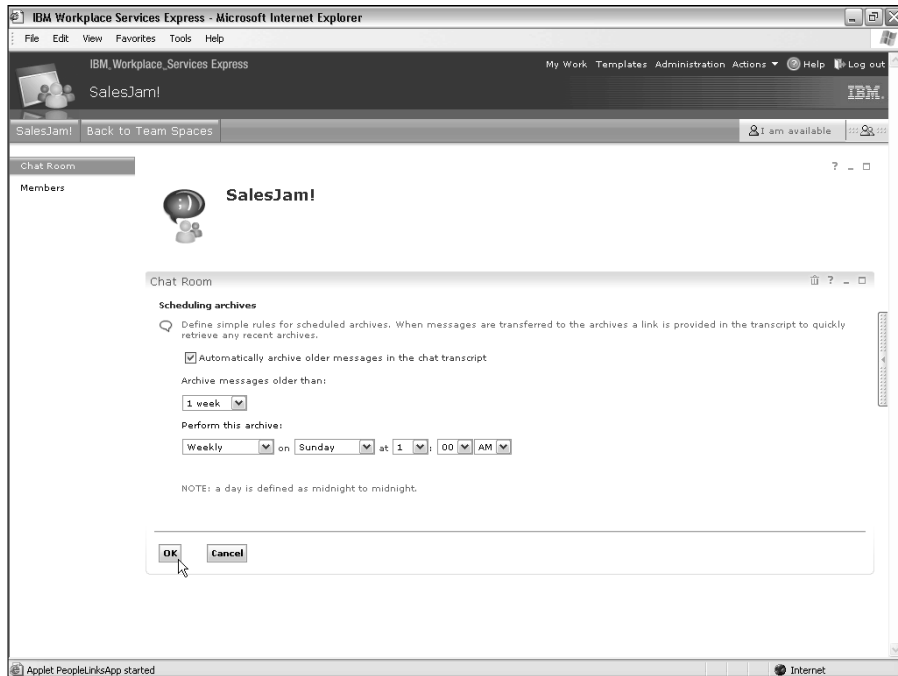 IBM Workplace Services Express - Microsoft Internet Explorer
File Edit View Favorites Tools Help
IBM_Workplace_Services Express
My Work Templates Administration Actions Help Log out
SalesJam!
IBM.
SalesJam! Back to Team Spaces
I am available
Chat Room
Members
SalesJam!
Chat Room
Scheduling archives
Define simple rules for scheduled archives. When messages are transferred to the archives a link is provided in the transcript to quickly
retrieve any recent archives.
Automatically archive older messages in the chat transcript
Archive messages older than:
1 week
Perform this archive:
Weekly on Sunday at 1 : 00 AM
NOTE: a day is defined as midnight to midnight.
OK Cancel
Applet PeopleLinksApp started
Internet